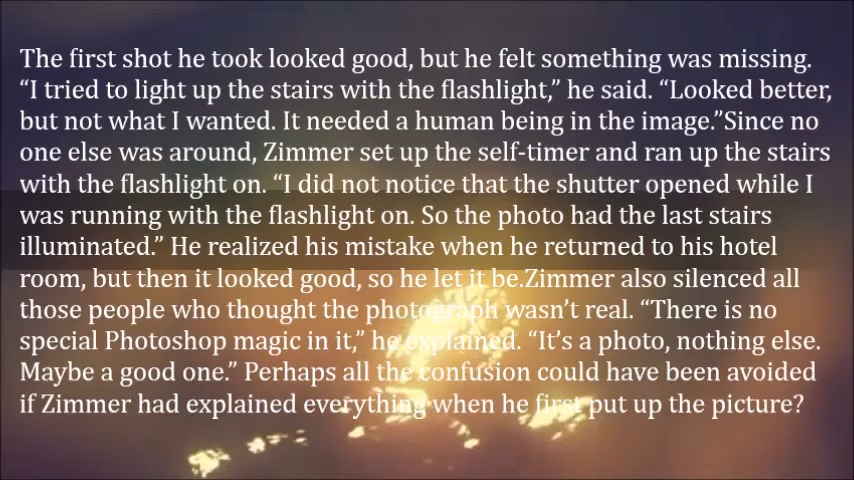 The first shot he took looked good, but he felt something was missing.
“I tried to light up the stairs with the flashlight,” he said. “Looked better,
but not what I wanted. It needed a human being in the image.”Since no
one else was around, Zimmer set up the self-timer and ran up the stairs
with the flashlight on. “I did not notice that the shutter opened while I
was running with the flashlight on. So the photo had the last stairs
illuminated.” He realized his mistake when he returned to his hotel
room, but then it looked good, so he let it be.Zimmer also silenced all
those people who thought the photograph wasn’t real. “There is no
special Photoshop magic in it,” he explained. “It’s a photo, nothing else.
Maybe a good one.” Perhaps all the confusion could have been avoided
if Zimmer had explained everything when he first put up the picture?